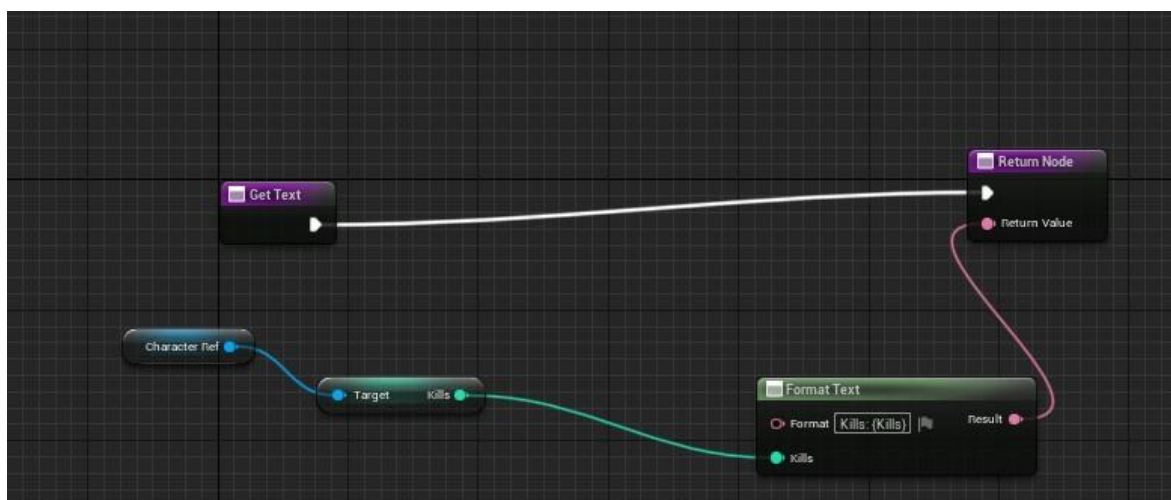 Get Text
Return Node
Return Value
Character Ref
Target Kills
Format Text
Format Kills: {Kills} Result
Kills